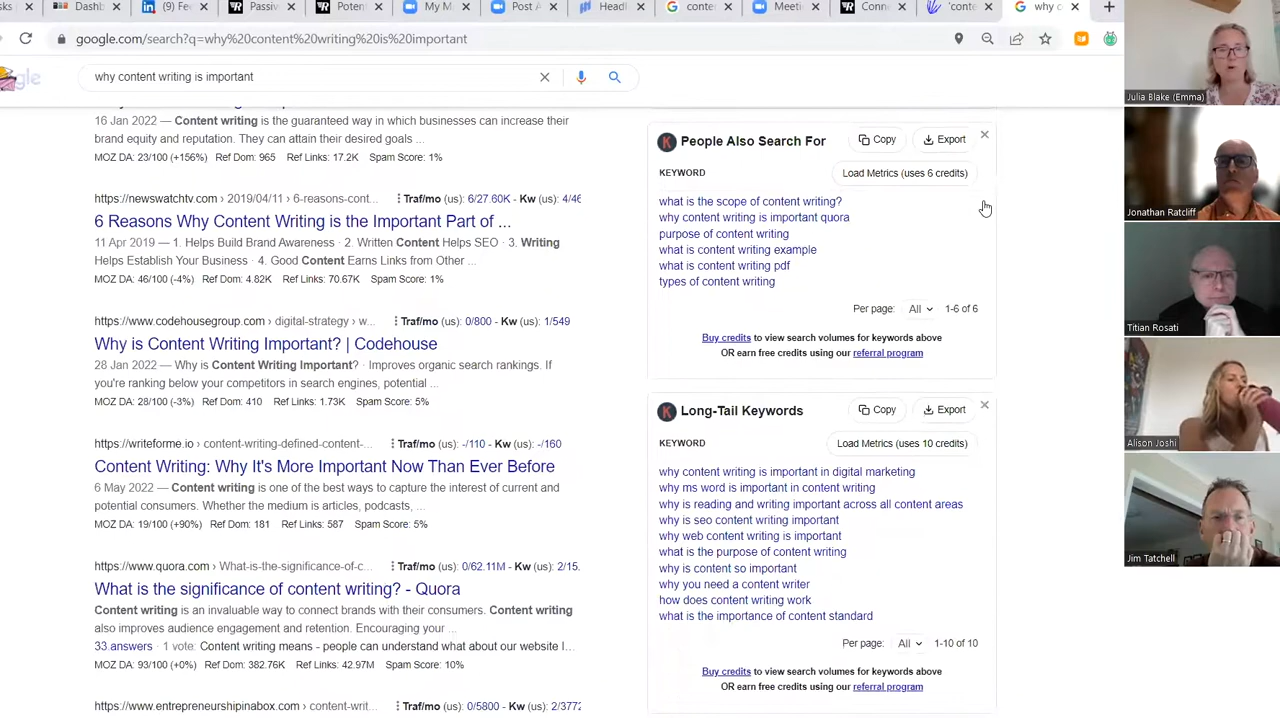 sks
Dashb
(9) Fee
Passiv
Poten
My M
Post A
Headl
conte
Meeti
Conn
'conte
why co
google.com/search?q=why%20content%20writing%20is%20important
why content writing is important
16 Jan 2022 — Content writing is the guaranteed way in which businesses can increase their
brand equity and reputation. They can attain their desired goals ...
MOZ DA: 23/100 (+156%) Ref Dom: 965 Ref Links: 17.2K Spam Score: 1%
https://newswatchtv.com › 2019/04/11 › 6-reasons-cont... Traf/mo (us): 6/27.60K - Kw (us): 4/46
6 Reasons Why Content Writing is the Important Part of ...
11 Apr 2019 — 1. Helps Build Brand Awareness · 2. Written Content Helps SEO · 3. Writing
Helps Establish Your Business · 4. Good Content Earns Links from Other ...
MOZ DA: 46/100 (-4%) Ref Dom: 4.82K Ref Links: 70.67K Spam Score: 1%
https://www.codehousegroup.com › digital-strategy › w... Traf/mo (us): 0/800 - Kw (us): 1/549
Why is Content Writing Important? | Codehouse
28 Jan 2022 — Why is Content Writing Important? · Improves organic search rankings. If
you're ranking below your competitors in search engines, potential ...
MOZ DA: 28/100 (-3%) Ref Dom: 410 Ref Links: 1.73K Spam Score: 5%
https://writeforme.io › content-writing-defined-content-... Traf/mo (us): -/110 - Kw (us): -/160
Content Writing: Why It's More Important Now Than Ever Before
6 May 2022 — Content writing is one of the best ways to capture the interest of current and
potential consumers. Whether the medium is articles, podcasts, ...
MOZ DA: 19/100 (+90%) Ref Dom: 181 Ref Links: 587 Spam Score: 5%
https://www.quora.com › What-is-the-significance-of-c... Traf/mo (us): 0/62.11M - Kw (us): 2/15.
What is the significance of content writing? - Quora
Content writing is an invaluable way to connect brands with their consumers. Content writing
also improves audience engagement and retention. Encouraging your ...
33 answers · 1 vote: Content writing means - people can understand what about our website I...
MOZ DA: 93/100 (+0%) Ref Dom: 382.76K Ref Links: 42.97M Spam Score: 10%
https://www.entrepreneurshipinabox.com › content-writ... Traf/mo (us): 0/5800 - Kw (us): 2/3772
People Also Search For
Copy
Export
KEYWORD
Load Metrics (uses 6 credits)
what is the scope of content writing?
why content writing is important quora
purpose of content writing
what is content writing example
what is content writing pdf
types of content writing
Per page: All 1-6 of 6
Buy credits to view search volumes for keywords above
OR earn free credits using our referral program
Long-Tail Keywords
Copy
Export
KEYWORD
Load Metrics (uses 10 credits)
why content writing is important in digital marketing
why ms word is important in content writing
why is reading and writing important across all content areas
why is seo content writing important
why web content writing is important
what is the purpose of content writing
why is content so important
why you need a content writer
how does content writing work
what is the importance of content standard
Per page: All 1-10 of 10
Buy credits to view search volumes for keywords above
OR earn free credits using our referral program
Julia Blake (Emma)
Jonathan Ratcliff
Titian Rosati
Alison Joshi
Jim Tatchell